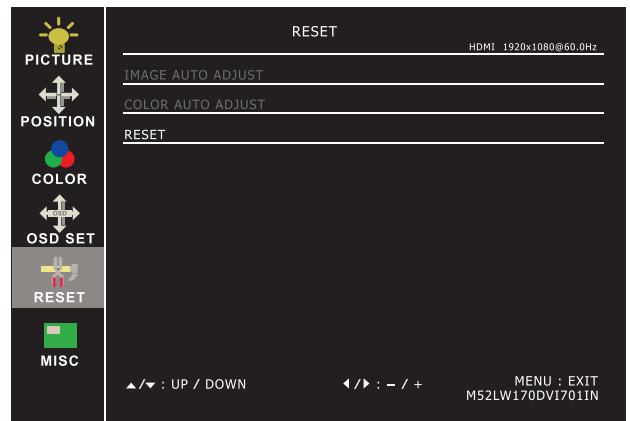 PICTURE
POSITION
COLOR
OSD
OSD SET
RESET
MISC
RESET
HDMI 1920x1080@60.0Hz
IMAGE AUTO ADJUST
COLOR AUTO ADJUST
RESET
▲/▼ : UP / DOWN
◀/▶ : – / +
MENU : EXIT
M52LW170DVI701IN